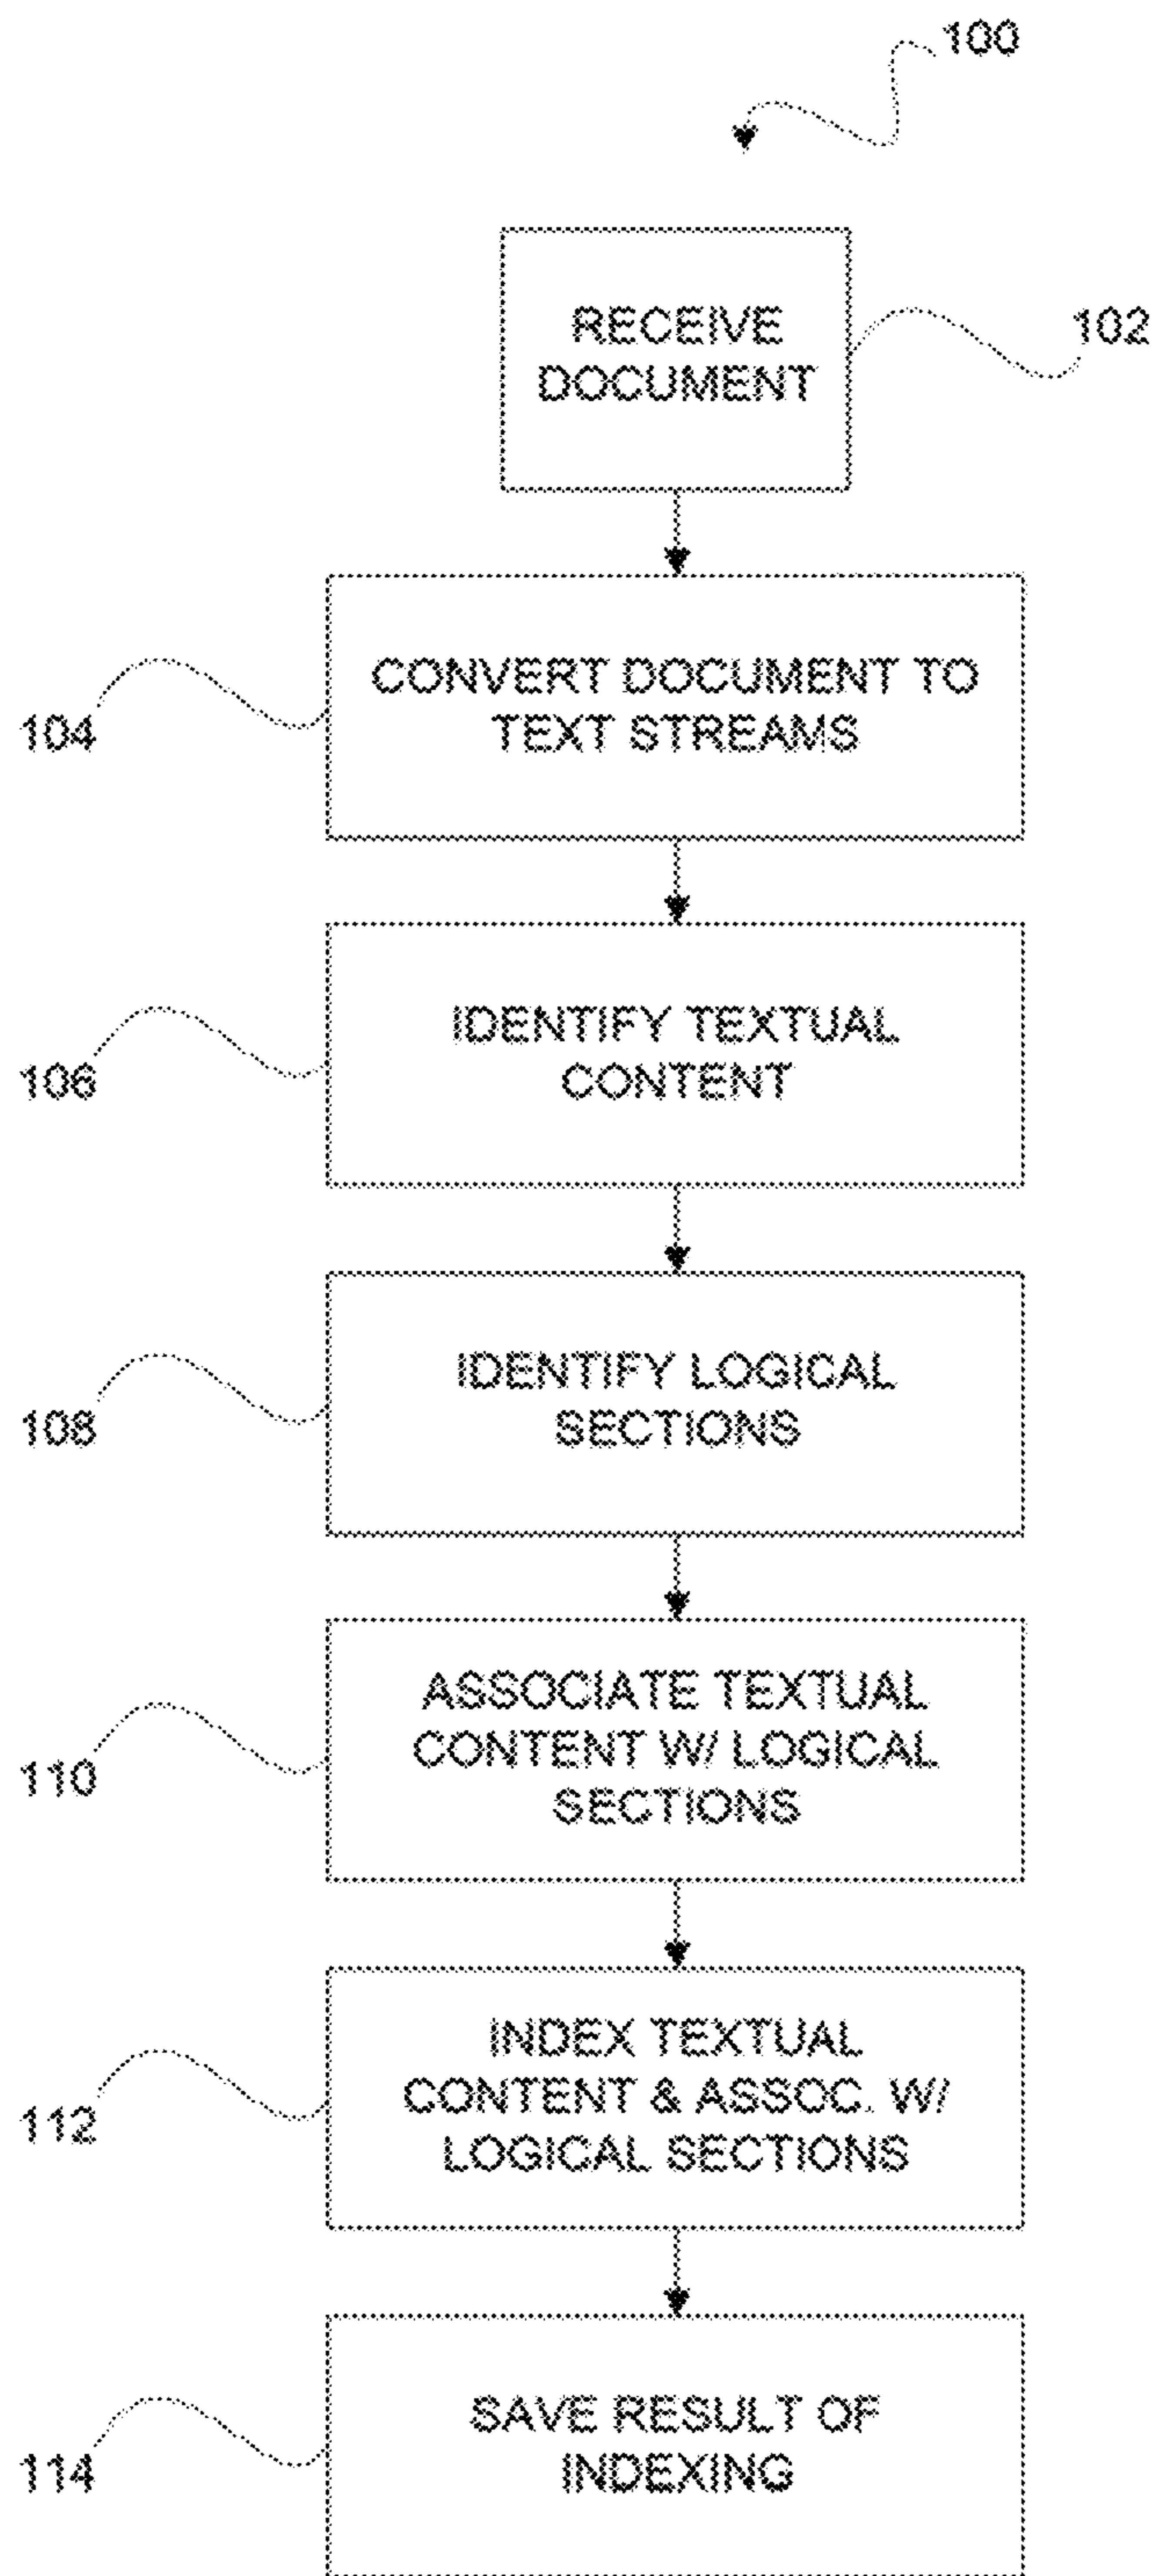 100
RECEIVE
DOCUMENT
102
CONVERT DOCUMENT TO
TEXT STREAMS
104
IDENTIFY TEXTUAL
CONTENT
106
IDENTIFY LOGICAL
SECTIONS
108
ASSOCIATE TEXTUAL
CONTENT W/ LOGICAL
SECTIONS
110
INDEX TEXTUAL
CONTENT & ASSOC. W/
LOGICAL SECTIONS
112
SAVE RESULT OF
INDEXING
114